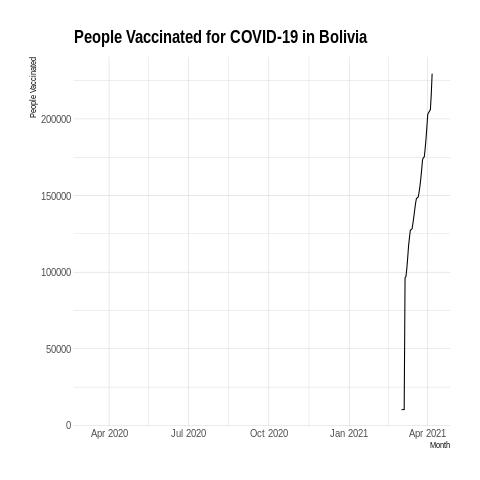 People Vaccinated for COVID-19 in Bolivia
People Vaccinated
200000
150000
100000
50000
0
Apr 2020 Jul 2020 Oct 2020 Jan 2021 Apr 2021
Month